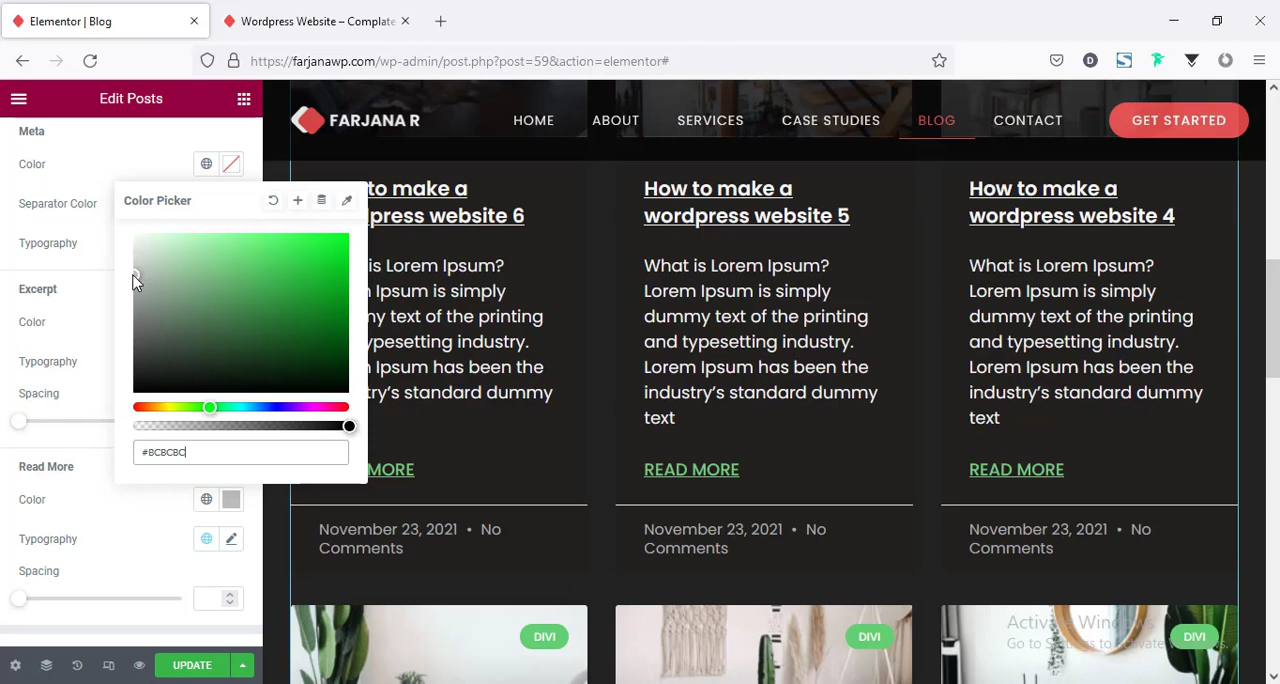 Elementor | Blog
Wordpress Website – Complate
https://farjanawp.com/wp-admin/post.php?post=59&action=elementor#
Edit Posts
Meta
Color
Separator Color
Typography
Excerpt
Color
Typography
Spacing
Read More
Color
Typography
Spacing
UPDATE
Color Picker
#BCBCBC
FARJANA R
HOME
ABOUT
SERVICES
CASE STUDIES
BLOG
CONTACT
GET STARTED
to make a
press website 6
is Lorem Ipsum?
Ipsum is simply
my text of the printing
ypesetting industry.
Ipsum has been the
try's standard dummy
MORE
November 23, 2021 • No
Comments
How to make a
wordpress website 5
What is Lorem Ipsum?
Lorem Ipsum is simply
dummy text of the printing
and typesetting industry.
Lorem Ipsum has been the
industry's standard dummy
text
READ MORE
November 23, 2021 • No
Comments
How to make a
wordpress website 4
What is Lorem Ipsum?
Lorem Ipsum is simply
dummy text of the printing
and typesetting industry.
Lorem Ipsum has been the
industry's standard dummy
text
READ MORE
November 23, 2021 • No
Comments
DIVI
DIVI
DIVI
Activate Windows
Go to Settings to activate Windows.